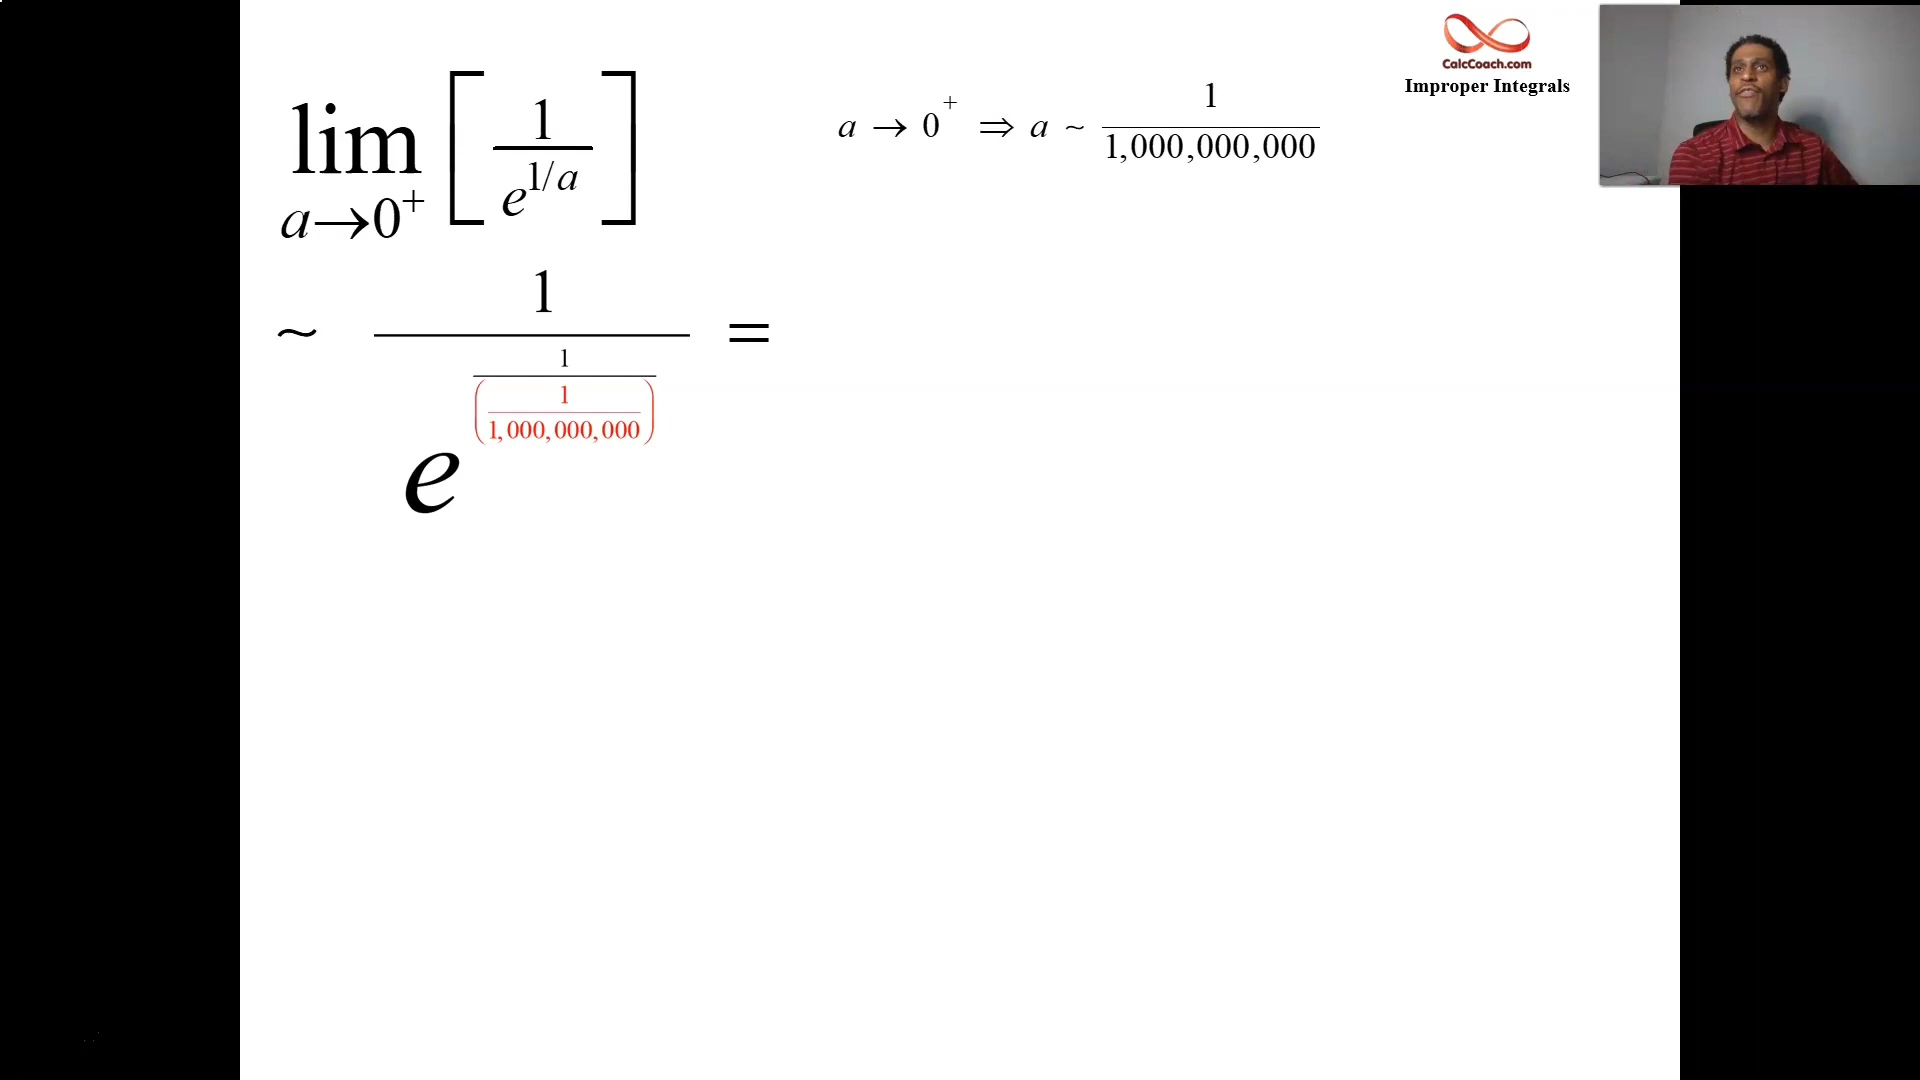 lim a→0⁺ [ 1 / e^{1/a} ]
a → 0⁺ ⇒ a ~ 1 / 1,000,000,000
CalcCoach.com
Improper Integrals
~ 1 / e^{1 / (1 / 1,000,000,000)} =